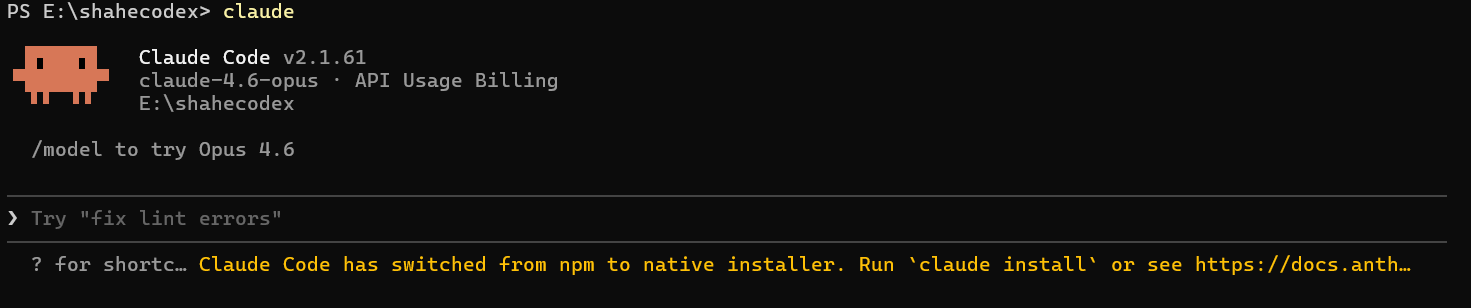 PS E:\shahecodex> claude
Claude Code v2.1.61
claude-4.6-opus · API Usage Billing
E:\shahecodex
/model to try Opus 4.6
❯ Try "fix lint errors"
? for shortc… Claude Code has switched from npm to native installer. Run `claude install` or see https://docs.anth…